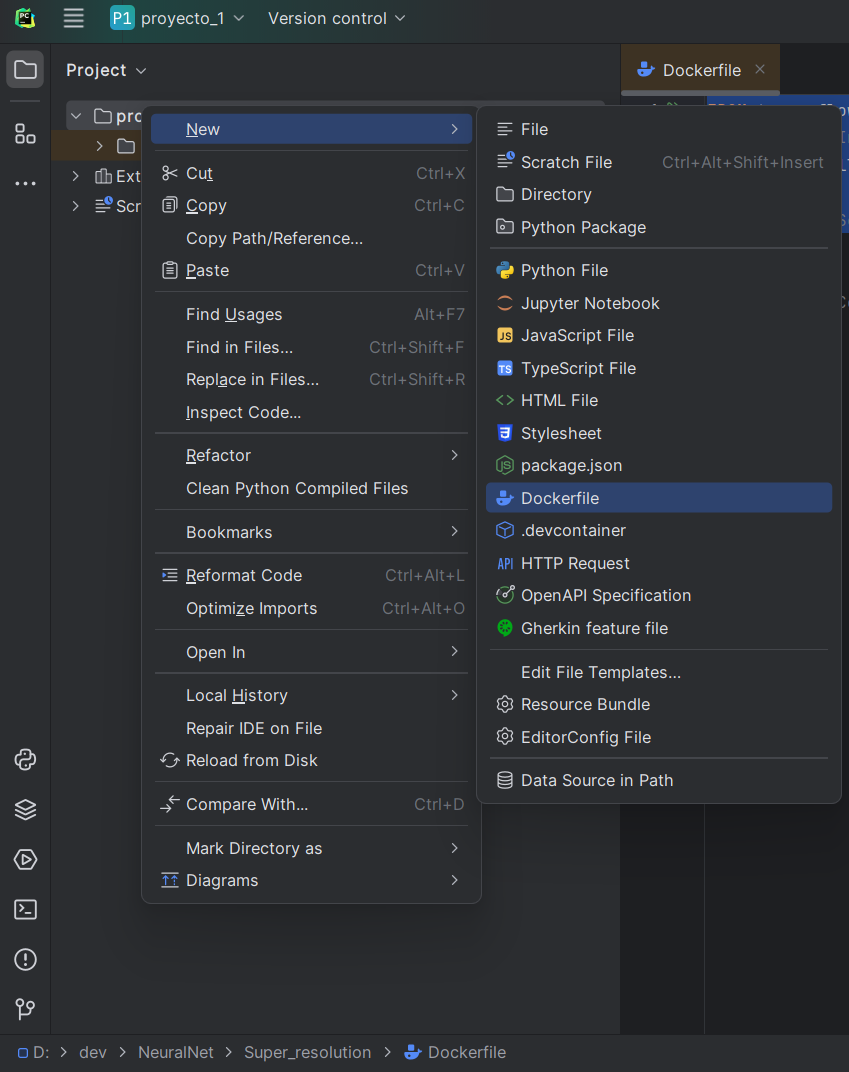 PC
P1 proyecto_1 Version control
Project
Dockerfile
pro
Ext
Scr
New
Cut Ctrl+X
Copy Ctrl+C
Copy Path/Reference...
Paste Ctrl+V
Find Usages Alt+F7
Find in Files... Ctrl+Shift+F
Replace in Files... Ctrl+Shift+R
Inspect Code...
Refactor
Clean Python Compiled Files
Bookmarks
Reformat Code Ctrl+Alt+L
Optimize Imports Ctrl+Alt+O
Open In
Local History
Repair IDE on File
Reload from Disk
Compare With... Ctrl+D
Mark Directory as
Diagrams
File
Scratch File Ctrl+Alt+Shift+Insert
Directory
Python Package
Python File
Jupyter Notebook
JS JavaScript File
TS TypeScript File
<> HTML File
Stylesheet
JS package.json
Dockerfile
.devcontainer
API HTTP Request
OpenAPI Specification
Gherkin feature file
Edit File Templates...
Resource Bundle
EditorConfig File
Data Source in Path
D: > dev > NeuralNet > Super_resolution > Dockerfile